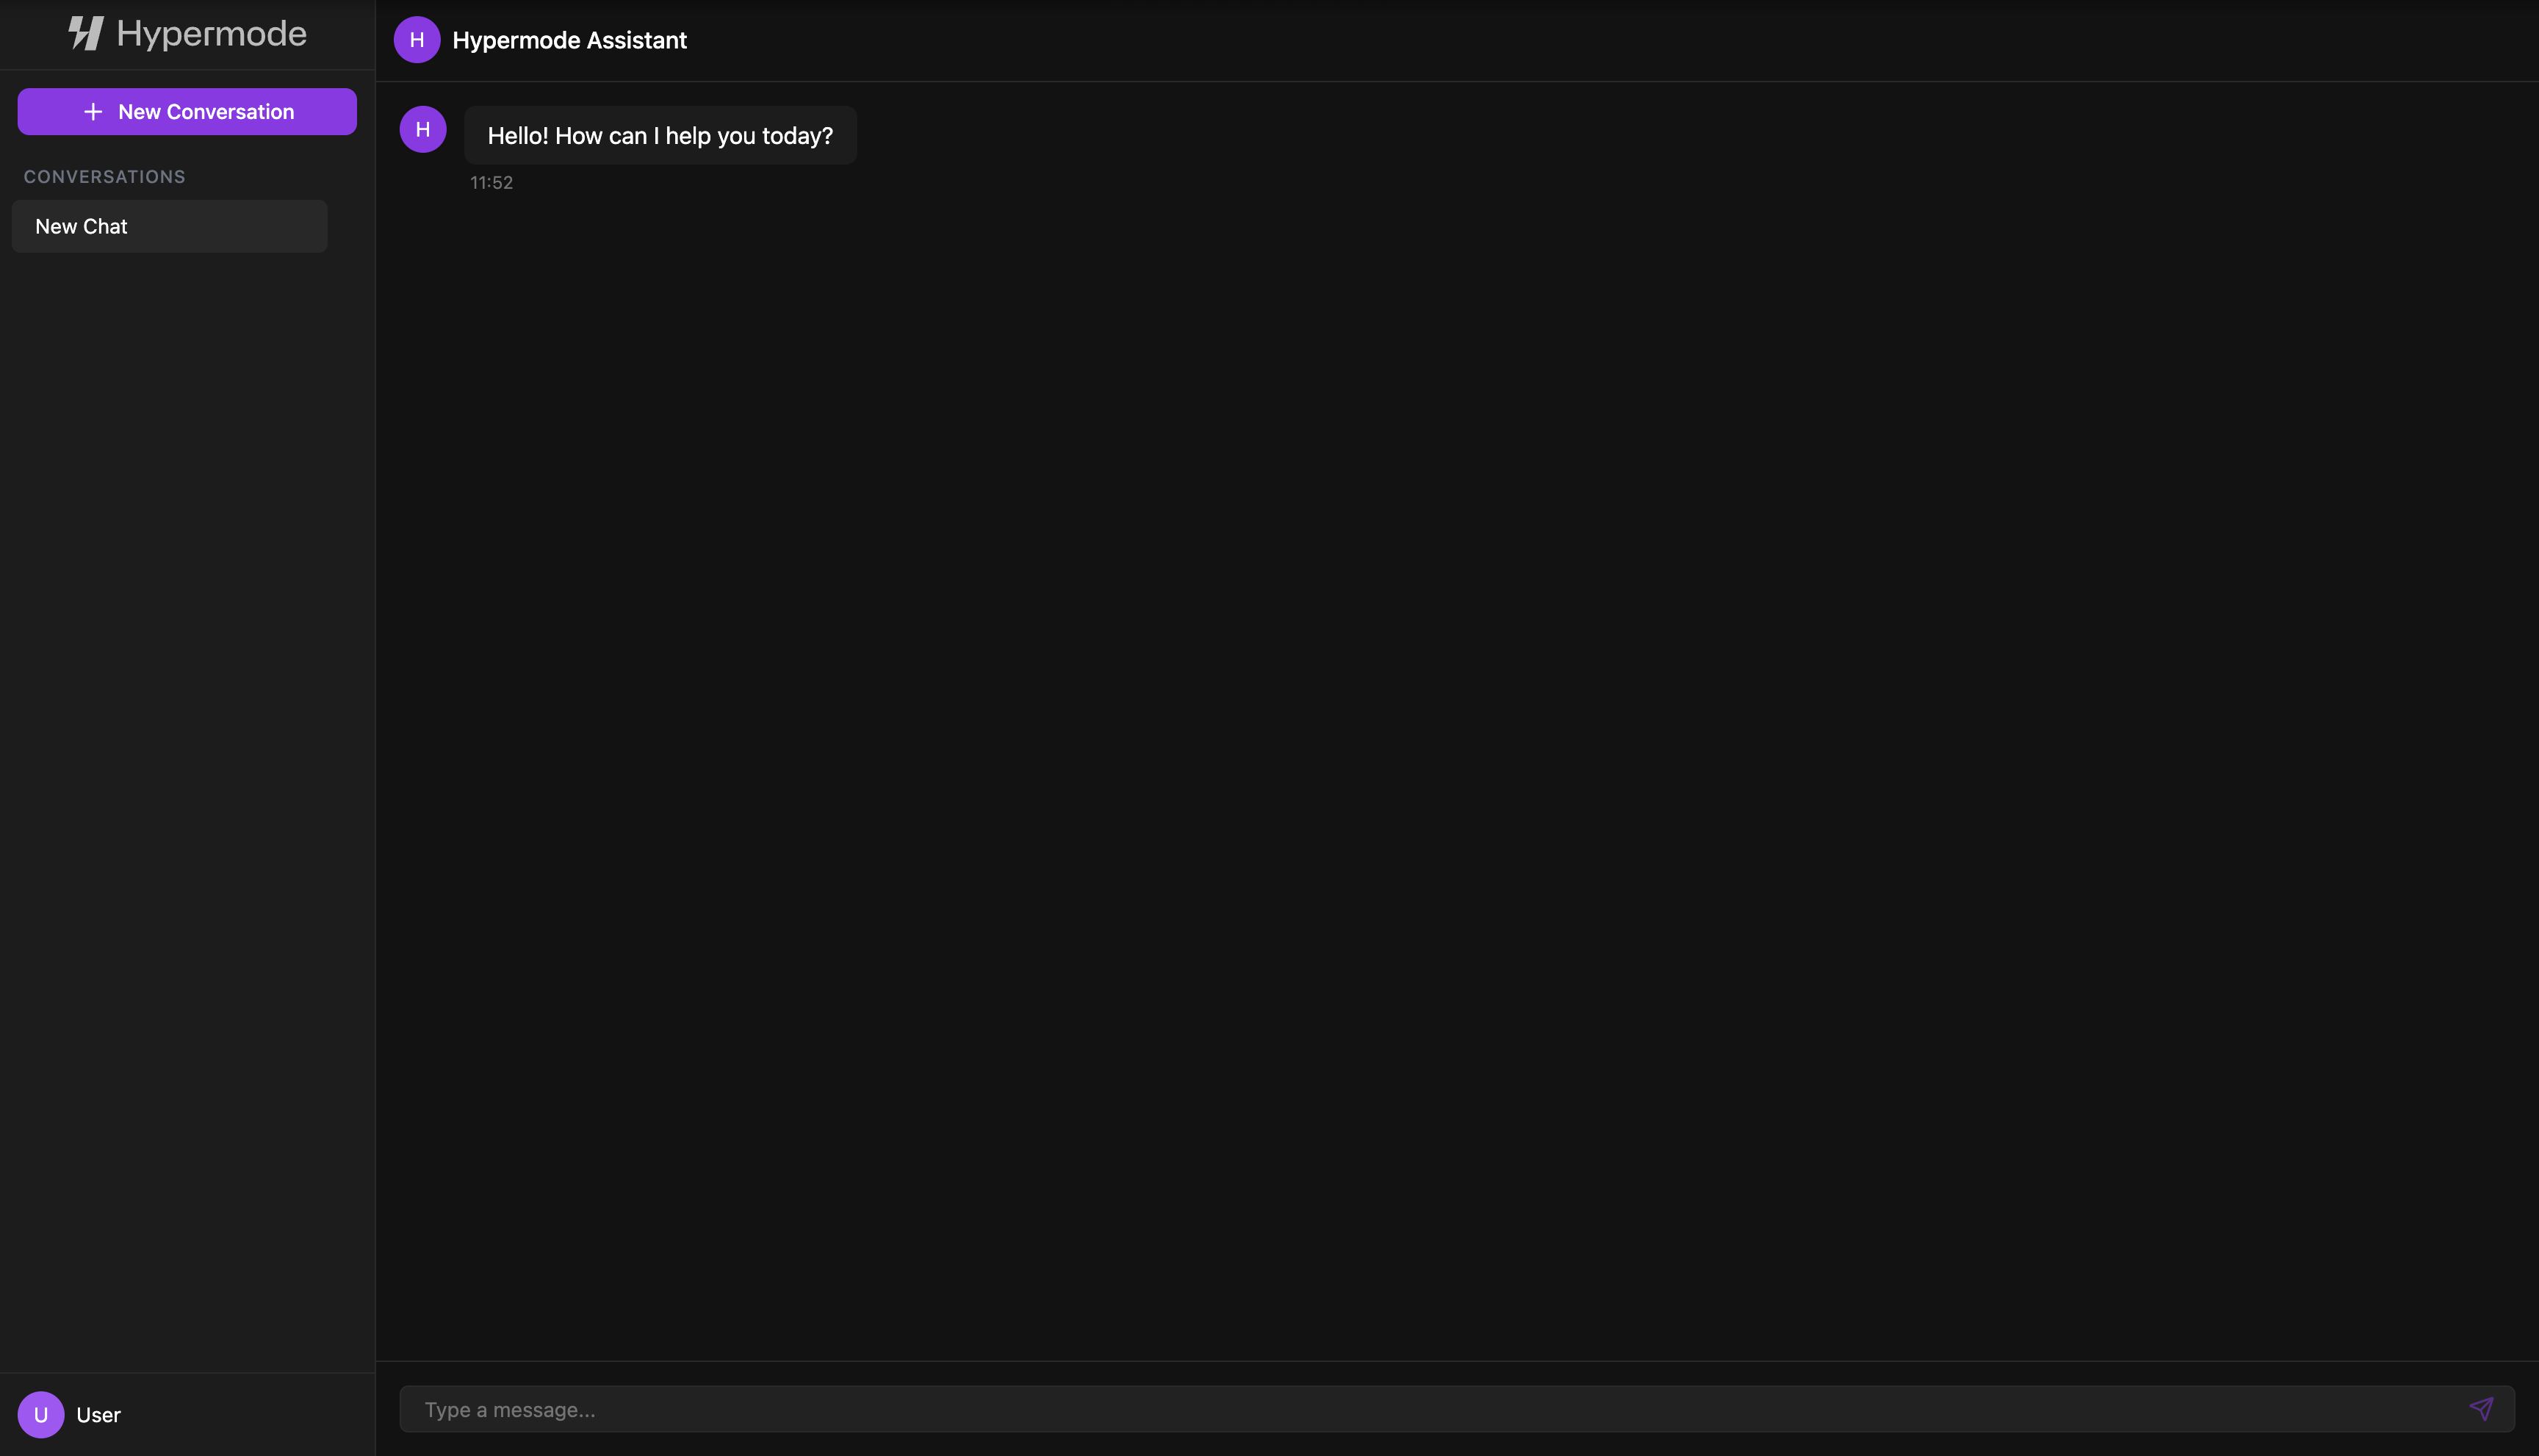 Hypermode
New Conversation
CONVERSATIONS
New Chat
U
User
H
Hypermode Assistant
H
Hello! How can I help you today?
11:52
Type a message...